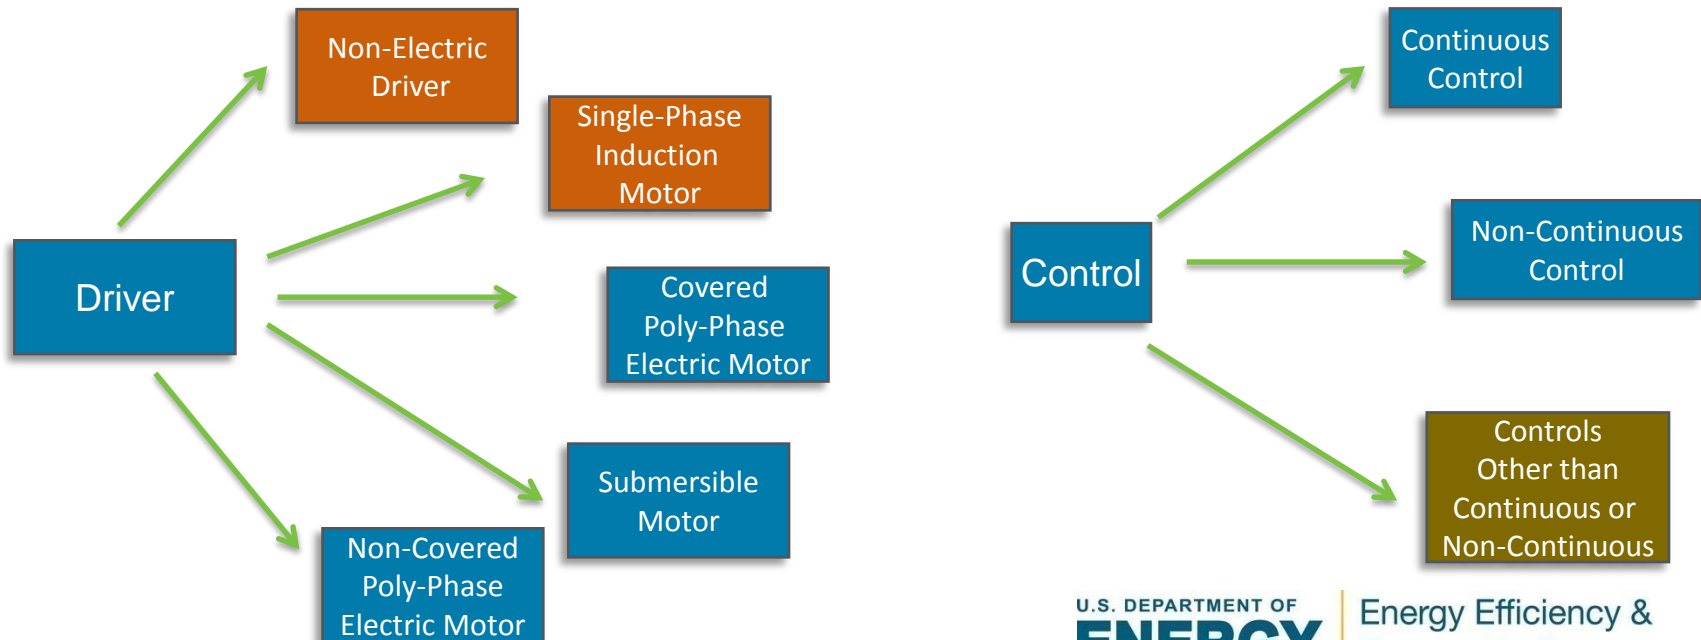 Non-Electric
Driver
Single-Phase
Induction
Motor
Driver
Covered
Poly-Phase
Electric Motor
Submersible
Motor
Non-Covered
Poly-Phase
Electric Motor
Continuous
Control
Control
Non-Continuous
Control
Controls
Other than
Continuous or
Non-Continuous
U.S. DEPARTMENT OF
ENERGY
Energy Efficiency &